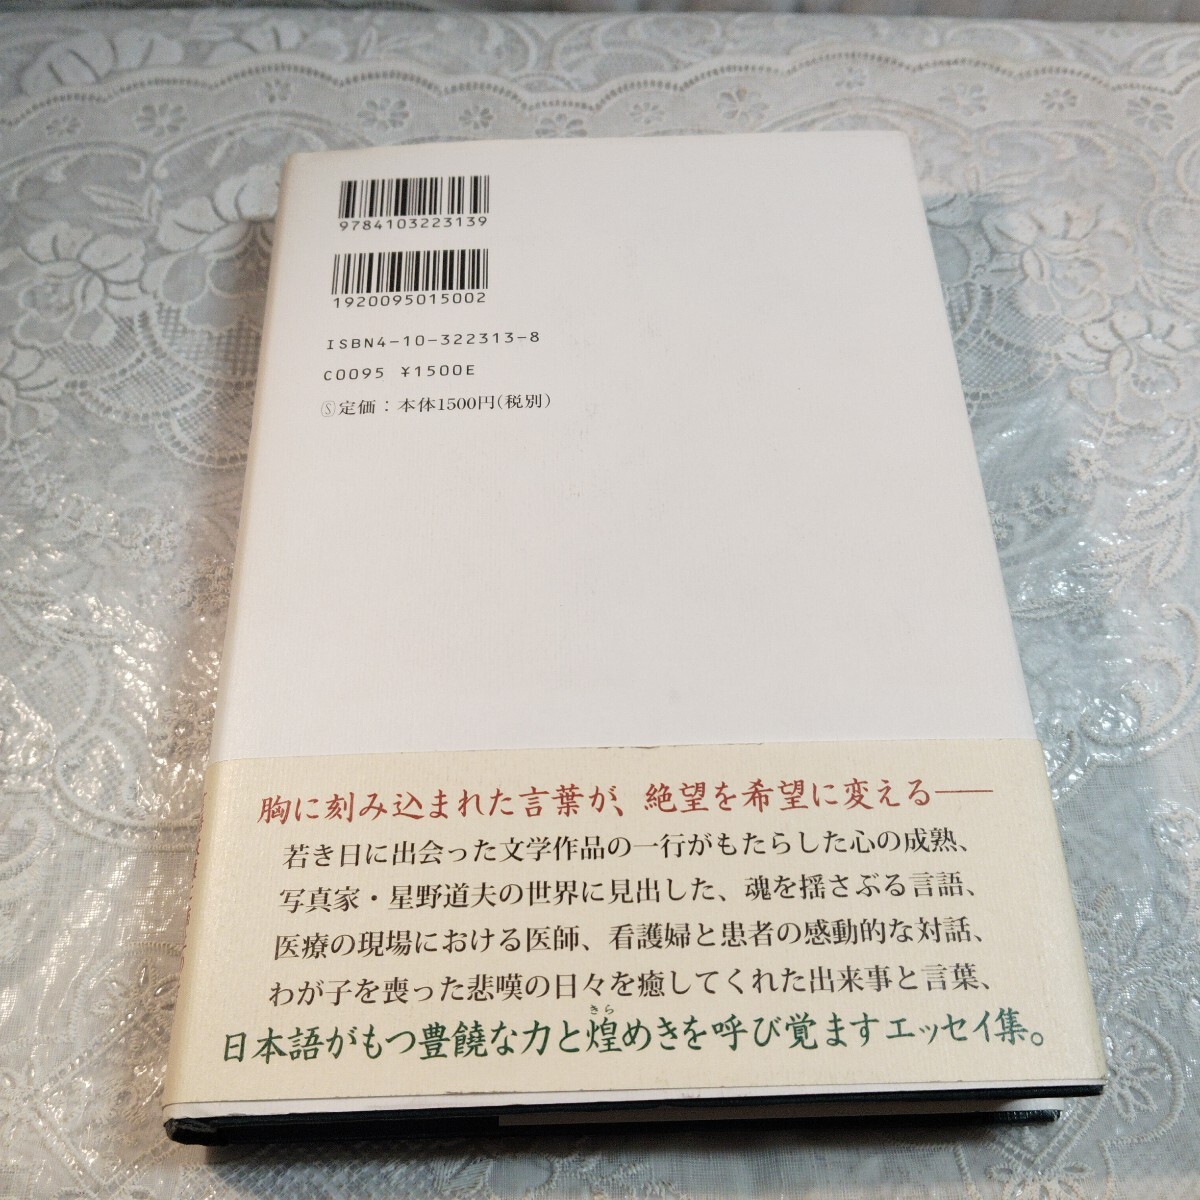 9784103223139
1920095015002
ISBN4-10-322313-8
C0095 ¥1500E
Ⓢ定価：本体1500円(税別)
胸に刻み込まれた言葉が、絶望を希望に変える――
若き日に出会った文学作品の一行がもたらした心の成熟、
写真家・星野道夫の世界に見出した、魂を揺さぶる言語、
医療の現場における医師、看護婦と患者の感動的な対話、
わが子を喪った悲嘆の日々を癒してくれた出来事と言葉、
きら
日本語がもつ豊饒な力と煌めきを呼び覚ますエッセイ集。